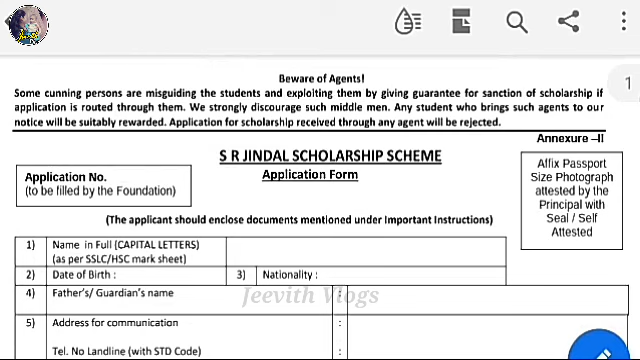 1
Beware of Agents!
Some cunning persons are misguiding the students and exploiting them by giving guarantee for sanction of scholarship if
application is routed through them. We strongly discourage such middle men. Any student who brings such agents to our
notice will be suitably rewarded. Application for scholarship received through any agent will be rejected.
Annexure –II
S R JINDAL SCHOLARSHIP SCHEME
Application Form
Application No.
(to be filled by the Foundation)
Affix Passport
Size Photograph
attested by the
Principal with
Seal / Self
Attested
(The applicant should enclose documents mentioned under Important Instructions)
1) Name in Full (CAPITAL LETTERS)
(as per SSLC/HSC mark sheet)
2) Date of Birth : 3) Nationality :
4) Father's/ Guardian's name :
Jeevith Vlogs
5) Address for communication :
Tel. No Landline (with STD Code) :